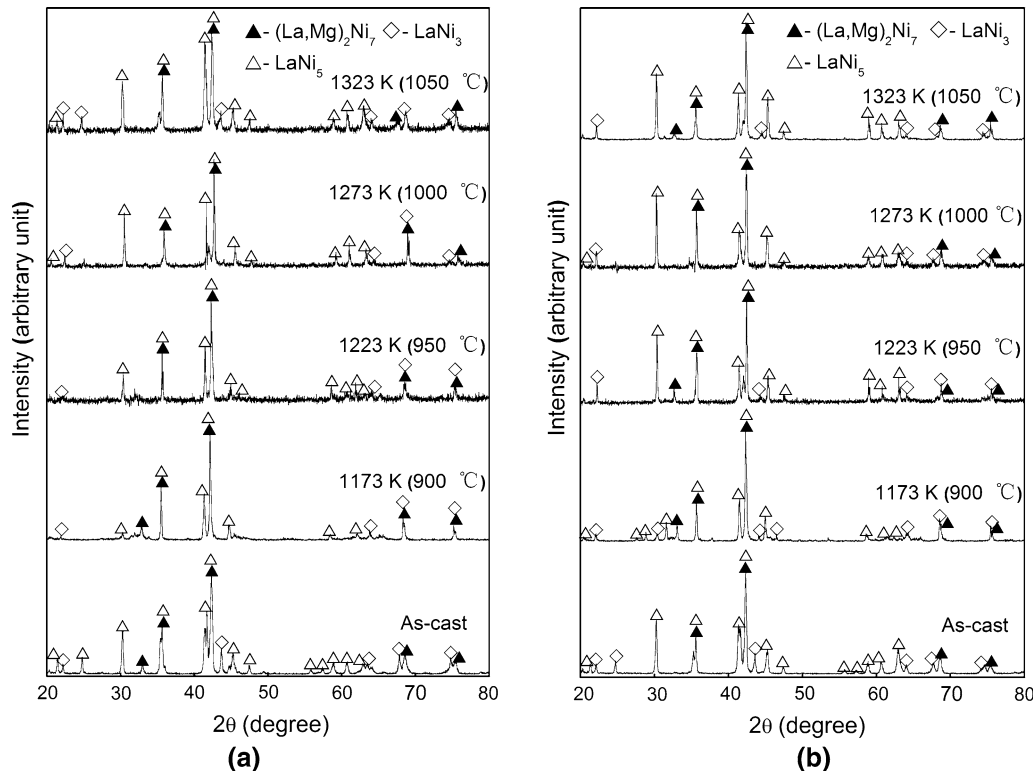 ▲- (La,Mg)₂Ni₇ ◇- LaNi₃
△- LaNi₅
1323 K (1050 ℃)
1273 K (1000 ℃)
1223 K (950 ℃)
1173 K (900 ℃)
As-cast
Intensity (arbitrary unit)
20 30 40 50 60 70 80
2θ (degree)
(a)
▲- (La,Mg)₂Ni₇ ◇- LaNi₃
△- LaNi₅
1323 K (1050 ℃)
1273 K (1000 ℃)
1223 K (950 ℃)
1173 K (900 ℃)
As-cast
Intensity (arbitrary unit)
20 30 40 50 60 70 80
2θ (degree)
(b)